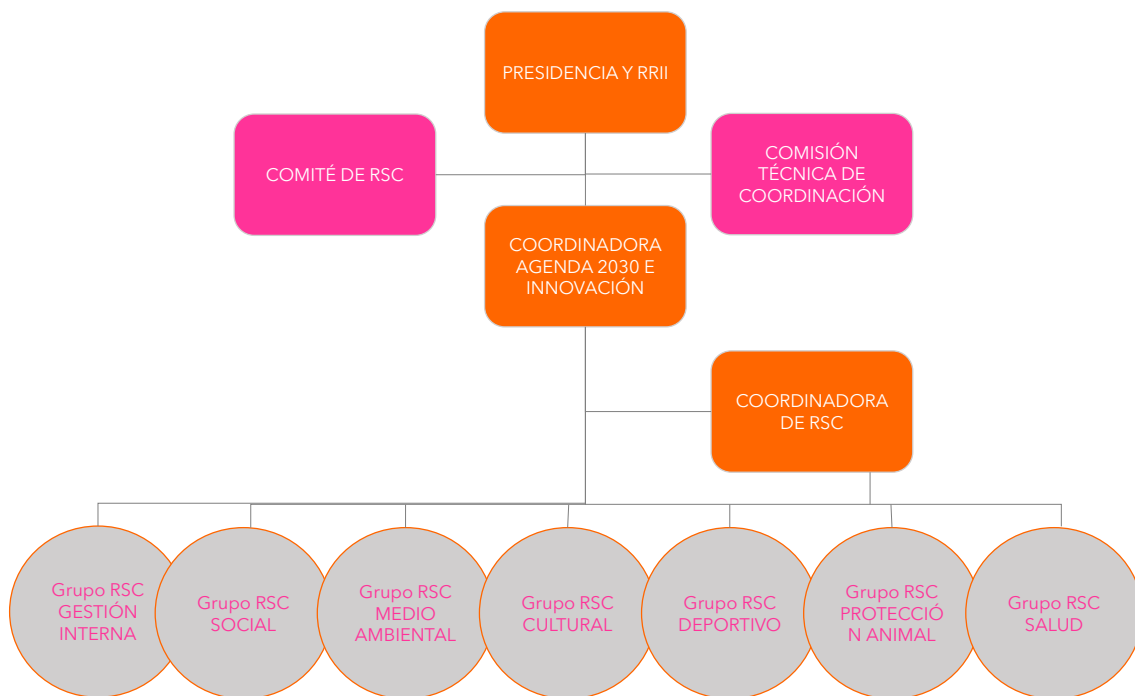 PRESIDENCIA Y RRII
COMITÉ DE RSC
COMISIÓN
TÉCNICA DE
COORDINACIÓN
COORDINADORA
AGENDA 2030 E
INNOVACIÓN
COORDINADORA
DE RSC
Grupo RSC
GESTIÓN
INTERNA
Grupo RSC
SOCIAL
Grupo RSC
MEDIO
AMBIENTAL
Grupo RSC
CULTURAL
Grupo RSC
DEPORTIVO
Grupo RSC
PROTECCIÓ
N ANIMAL
Grupo RSC
SALUD